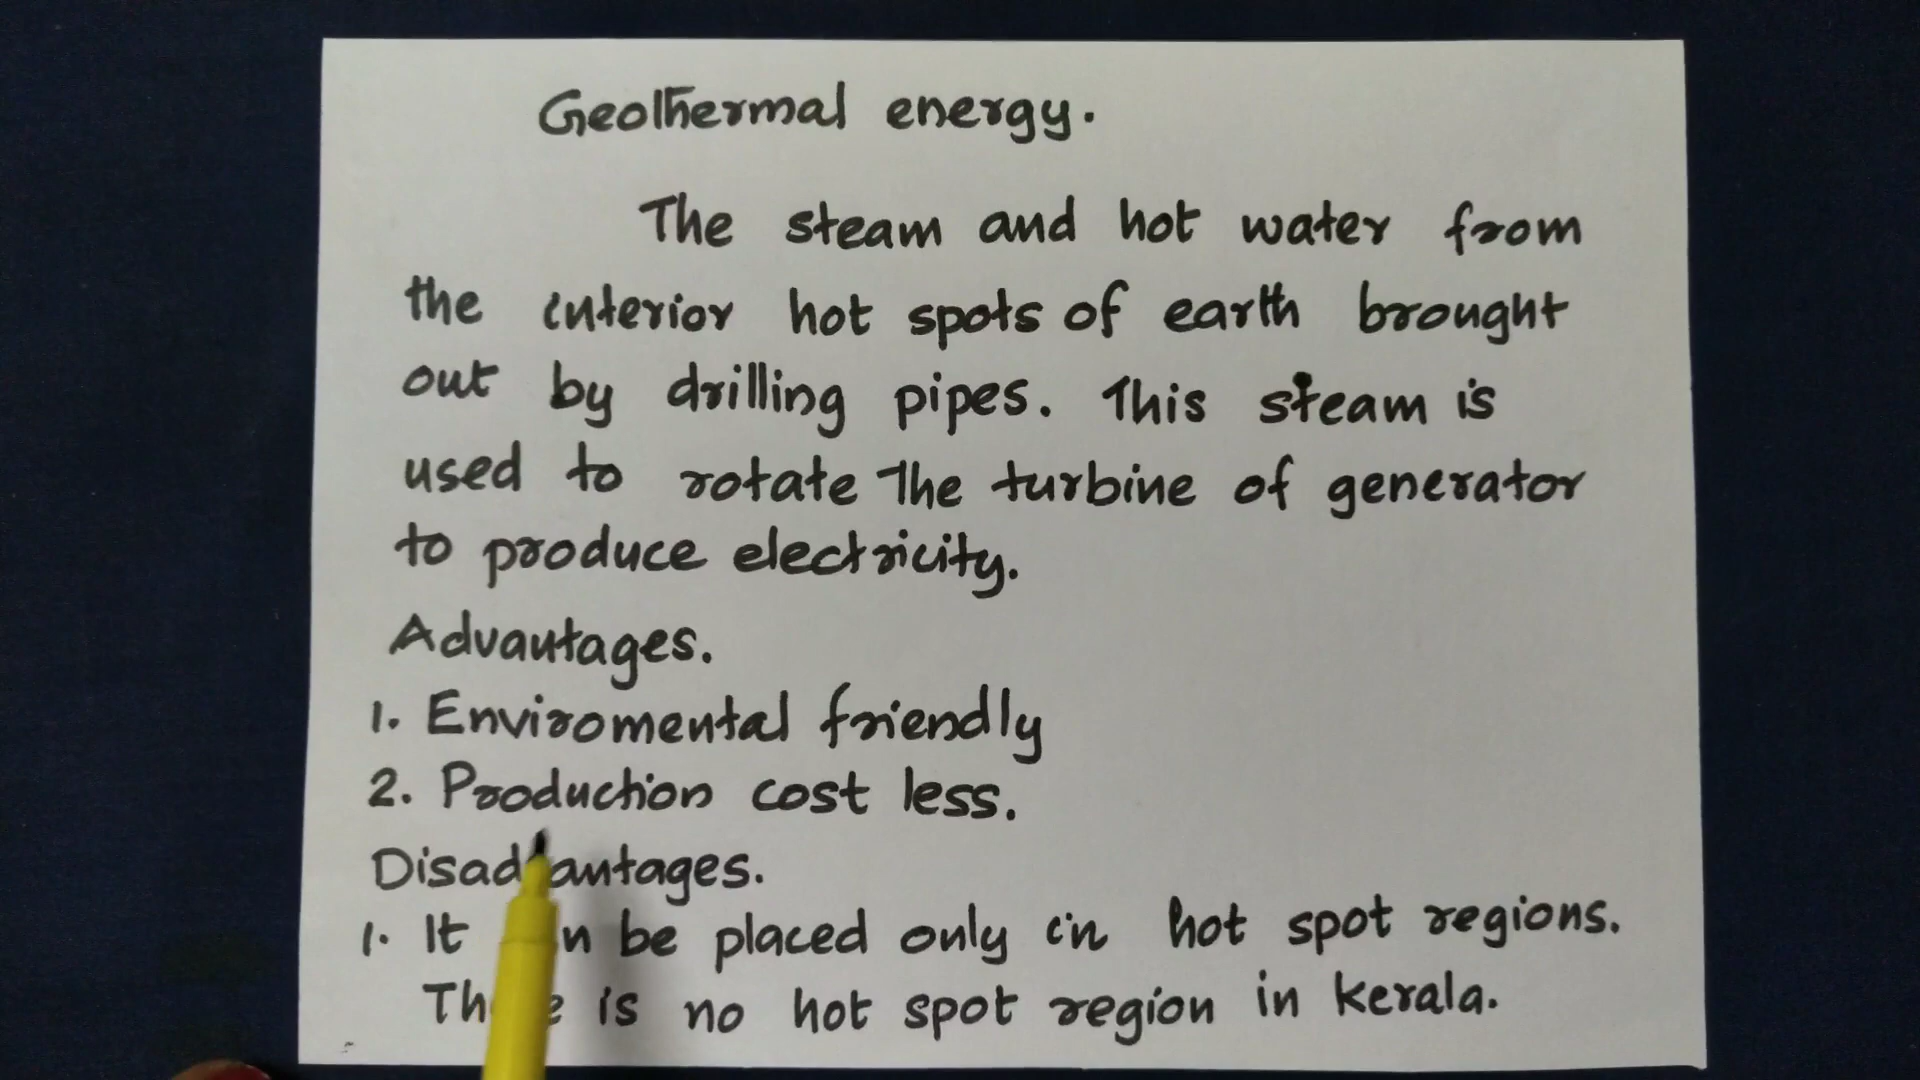 Geothermal energy.
The steam and hot water from
the interior hot spots of earth brought
out by drilling pipes. This steam is
used to rotate the turbine of generator
to produce electricity.
Advantages.
1. Enviromental friendly
2. Production cost less.
Disadvantages.
1. It can be placed only in hot spot regions.
There is no hot spot region in kerala.